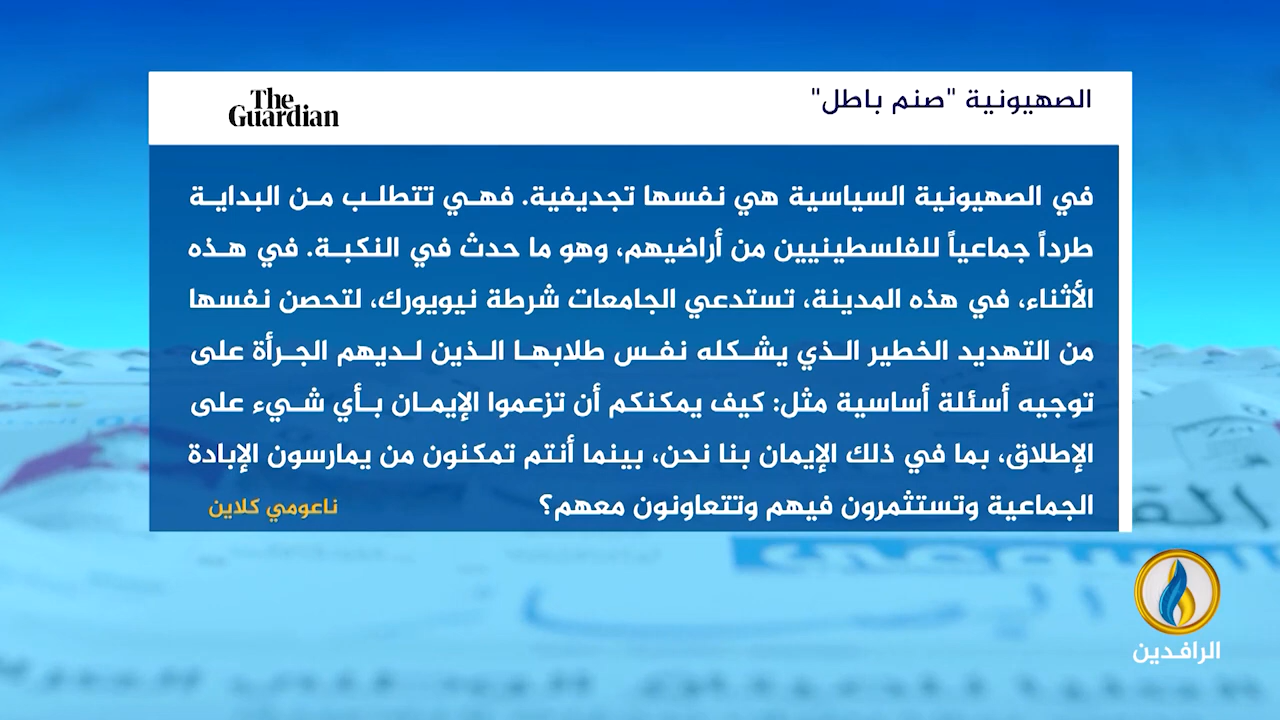 الصهيونية "صنم باطل"
The
Guardian
في الصهيونية السياسية هي نفسها تجديفية. فهي تتطلب من البداية
طرداً جماعياً للفلسطينيين من أراضيهم، وهو ما حدث في النكبة. في هذه
الأثناء، في هذه المدينة، تستدعي الجامعات شرطة نيويورك، لتحصن نفسها
من التهديد الخطير الذي يشكله نفس طلابها الذين لديهم الجرأة على
توجيه أسئلة أساسية مثل: كيف يمكنكم أن تزعموا الإيمان بأي شيء على
الإطلاق، بما في ذلك الإيمان بنا نحن، بينما أنتم تمكنون من يمارسون الإبادة
الجماعية وتستثمرون فيهم وتتعاونون معهم؟
ناعومي كلاين
الرافدين